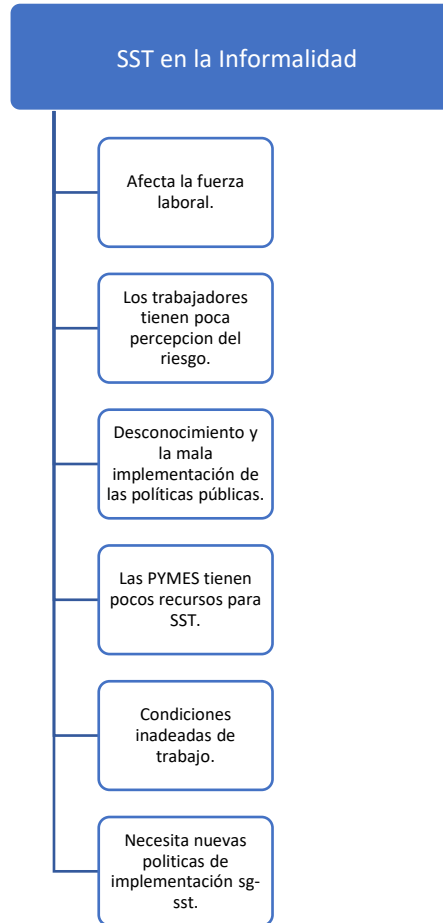 SST en la Informalidad
Afecta la fuerza
laboral.
Los trabajadores
tienen poca
percepcion del
riesgo.
Desconocimiento y
la mala
implementación de
las políticas públicas.
Las PYMES tienen
pocos recursos para
SST.
Condiciones
inadeadas de
trabajo.
Necesita nuevas
politicas de
implementación sg-
sst.